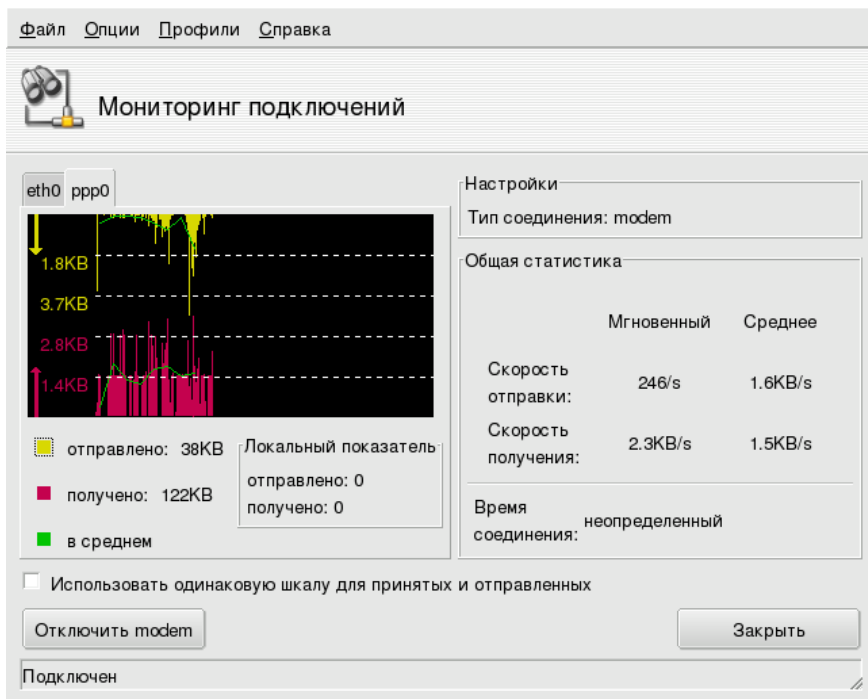 Файл Опции Профили Справка
Мониторинг подключений
eth0 ppp0
1.8KB
3.7KB
2.8KB
1.4KB
отправлено: 38KB
получено: 122KB
в среднем
Локальный показатель
отправлено: 0
получено: 0
Настройки
Тип соединения: modem
Общая статистика
Мгновенный Среднее
Скорость
отправки: 246/s 1.6KB/s
Скорость
получения: 2.3KB/s 1.5KB/s
Время
соединения: неопределенный
Использовать одинаковую шкалу для принятых и отправленных
Отключить modem Закрыть
Подключен